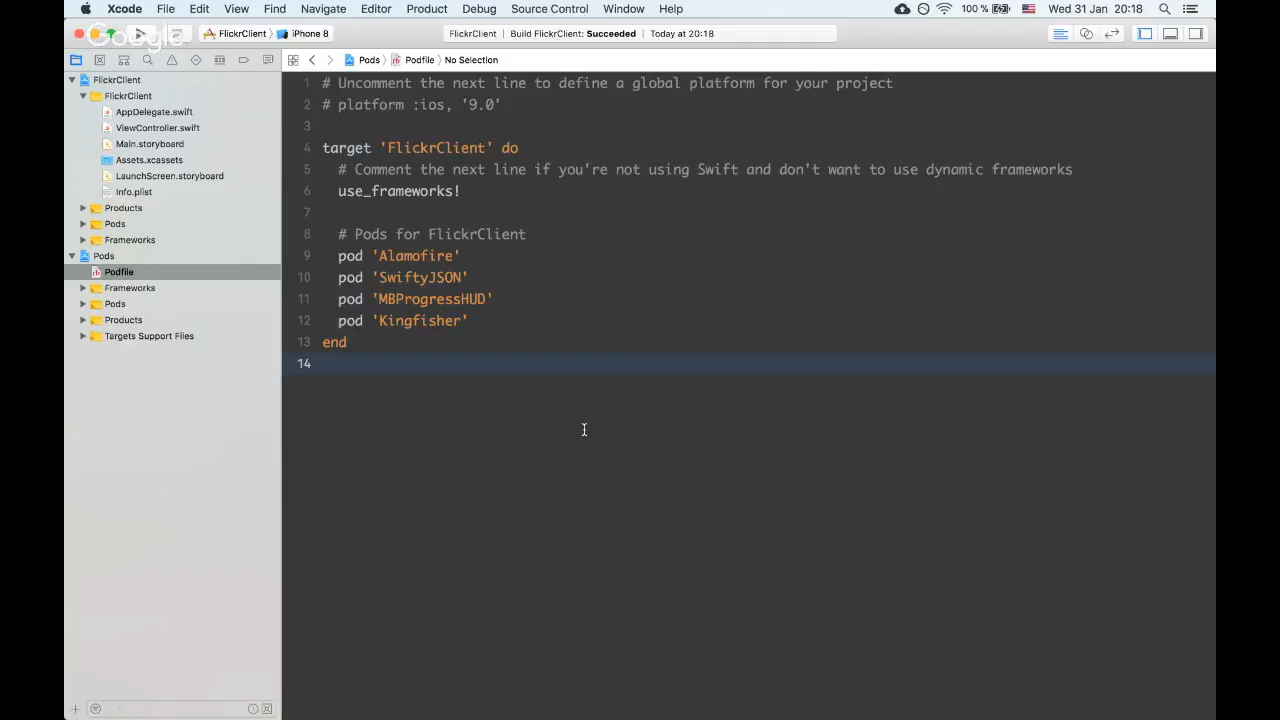 Xcode File Edit View Find Navigate Editor Product Debug Source Control Window Help 100 % Wed 31 Jan 20:18
Google
FlickrClient iPhone 8 FlickrClient Build FlickrClient: Succeeded Today at 20:18
Pods Podfile No Selection
FlickrClient
FlickrClient
AppDelegate.swift
ViewController.swift
Main.storyboard
Assets.xcassets
LaunchScreen.storyboard
Info.plist
Products
Pods
Frameworks
Pods
Podfile
Frameworks
Pods
Products
Targets Support Files
1 # Uncomment the next line to define a global platform for your project
2 # platform :ios, '9.0'
3
4 target 'FlickrClient' do
5 # Comment the next line if you're not using Swift and don't want to use dynamic frameworks
6 use_frameworks!
7
8 # Pods for FlickrClient
9 pod 'Alamofire'
10 pod 'SwiftyJSON'
11 pod 'MBProgressHUD'
12 pod 'Kingfisher'
13 end
14